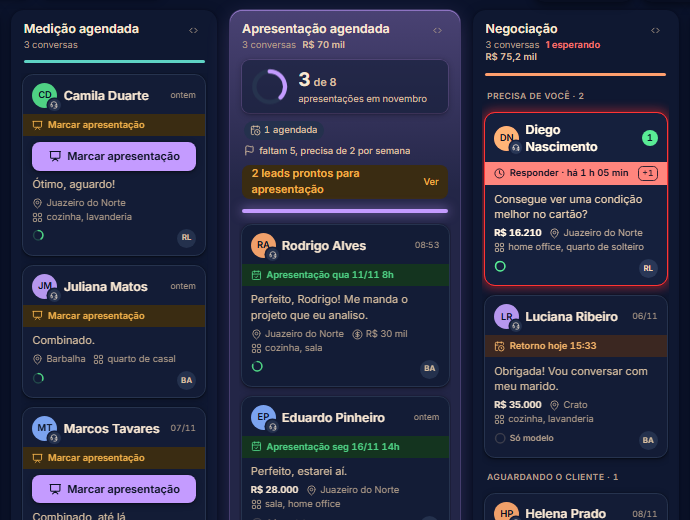 Medição agendada
3 conversas
CD
Camila Duarte
ontem
Marcar apresentação
Marcar apresentação
Ótimo, aguardo!
Juazeiro do Norte
cozinha, lavanderia
RL
JM
Juliana Matos
ontem
Marcar apresentação
Combinado.
Barbalha quarto de casal
BA
MT
Marcos Tavares
07/11
Marcar apresentação
Marcar apresentação
Combinado, até lá
Apresentação agendada
3 conversas R$ 70 mil
3 de 8
apresentações em novembro
1 agendada
faltam 5, precisa de 2 por semana
2 leads prontos para
apresentação
Ver
RA
Rodrigo Alves
08:53
Apresentação qua 11/11 8h
Perfeito, Rodrigo! Me manda o
projeto que eu analiso.
Juazeiro do Norte R$ 30 mil
cozinha, sala
BA
EP
Eduardo Pinheiro
ontem
Apresentação seg 16/11 14h
Perfeito, estarei aí.
R$ 28.000 Juazeiro do Norte
sala, home office
Negociação
3 conversas 1 esperando
R$ 75,2 mil
PRECISA DE VOCÊ · 2
DN
Diego
Nascimento
1
Responder · há 1 h 05 min +1
Consegue ver uma condição
melhor no cartão?
R$ 16.210 Juazeiro do Norte
home office, quarto de solteiro
RL
LR
Luciana Ribeiro
06/11
Retorno hoje 15:33
Obrigada! Vou conversar com
meu marido.
R$ 35.000 Crato
cozinha, lavanderia
Só modelo
BA
AGUARDANDO O CLIENTE · 1
HP
Helena Prado
08/11